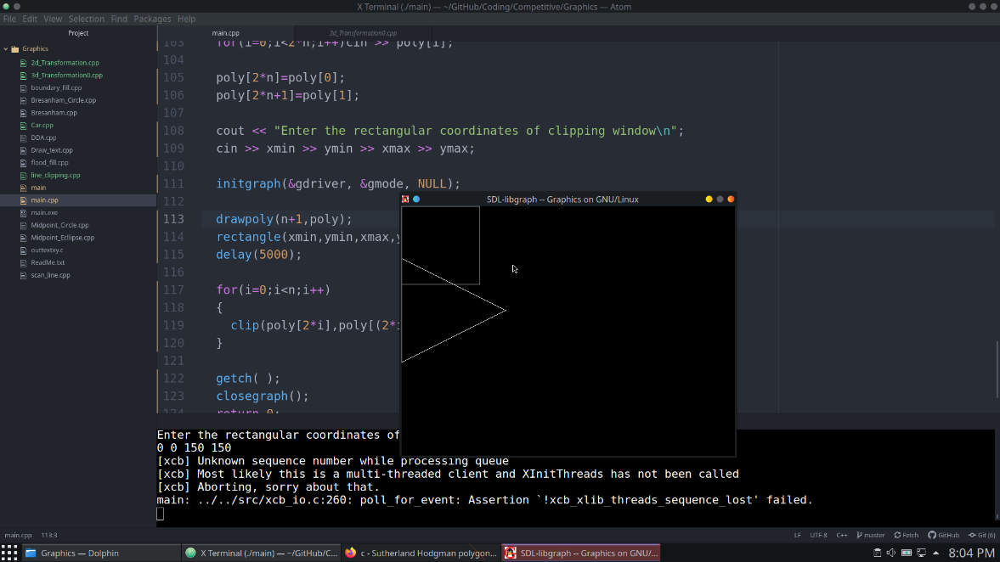 X Terminal (./main) — ~/GitHub/Coding/Competitive/Graphics — Atom
File Edit View Selection Find Packages Help
Project
main.cpp
3d_Transformation0.cpp
Graphics
2d_Transformation.cpp
3d_Transformation0.cpp
boundary_fill.cpp
Bresanham_Circle.cpp
Bresanham.cpp
Car.cpp
DDA.cpp
Draw_text.cpp
flood_fill.cpp
line_clipping.cpp
main
main.cpp
main.exe
Midpoint_Circle.cpp
Midpoint_Ecllipse.cpp
outtextxy.c
ReadMe.txt
scan_line.cpp
103 for(i=0;i<2*n;i++)cin >> poly[i];
104
105 poly[2*n]=poly[0];
106 poly[2*n+1]=poly[1];
107
108 cout << "Enter the rectangular coordinates of clipping window\n";
109 cin >> xmin >> ymin >> xmax >> ymax;
110
111 initgraph(&gdriver, &gmode, NULL);
112
113 drawpoly(n+1,poly);
114 rectangle(xmin,ymin,xmax,y
115 delay(5000);
116
117 for(i=0;i<n;i++)
118 {
119 clip(poly[2*i],poly[(2*i
120 }
121
122 getch( );
123 closegraph();
124 return 0;
SDL-libgraph -- Graphics on GNU/Linux
Enter the rectangular coordinates of
0 0 150 150
[xcb] Unknown sequence number while processing queue
[xcb] Most likely this is a multi-threaded client and XInitThreads has not been called
[xcb] Aborting, sorry about that.
main: ../../src/xcb_io.c:260: poll_for_event: Assertion `!xcb_xlib_threads_sequence_lost' failed.
main.cpp 113:3 LF UTF-8 C++ master Fetch GitHub Git (6)
Graphics — Dolphin
X Terminal (./main) — ~/GitHub/C...
c - Sutherland Hodgman polygon...
SDL-libgraph -- Graphics on GNU/...
8:04 PM